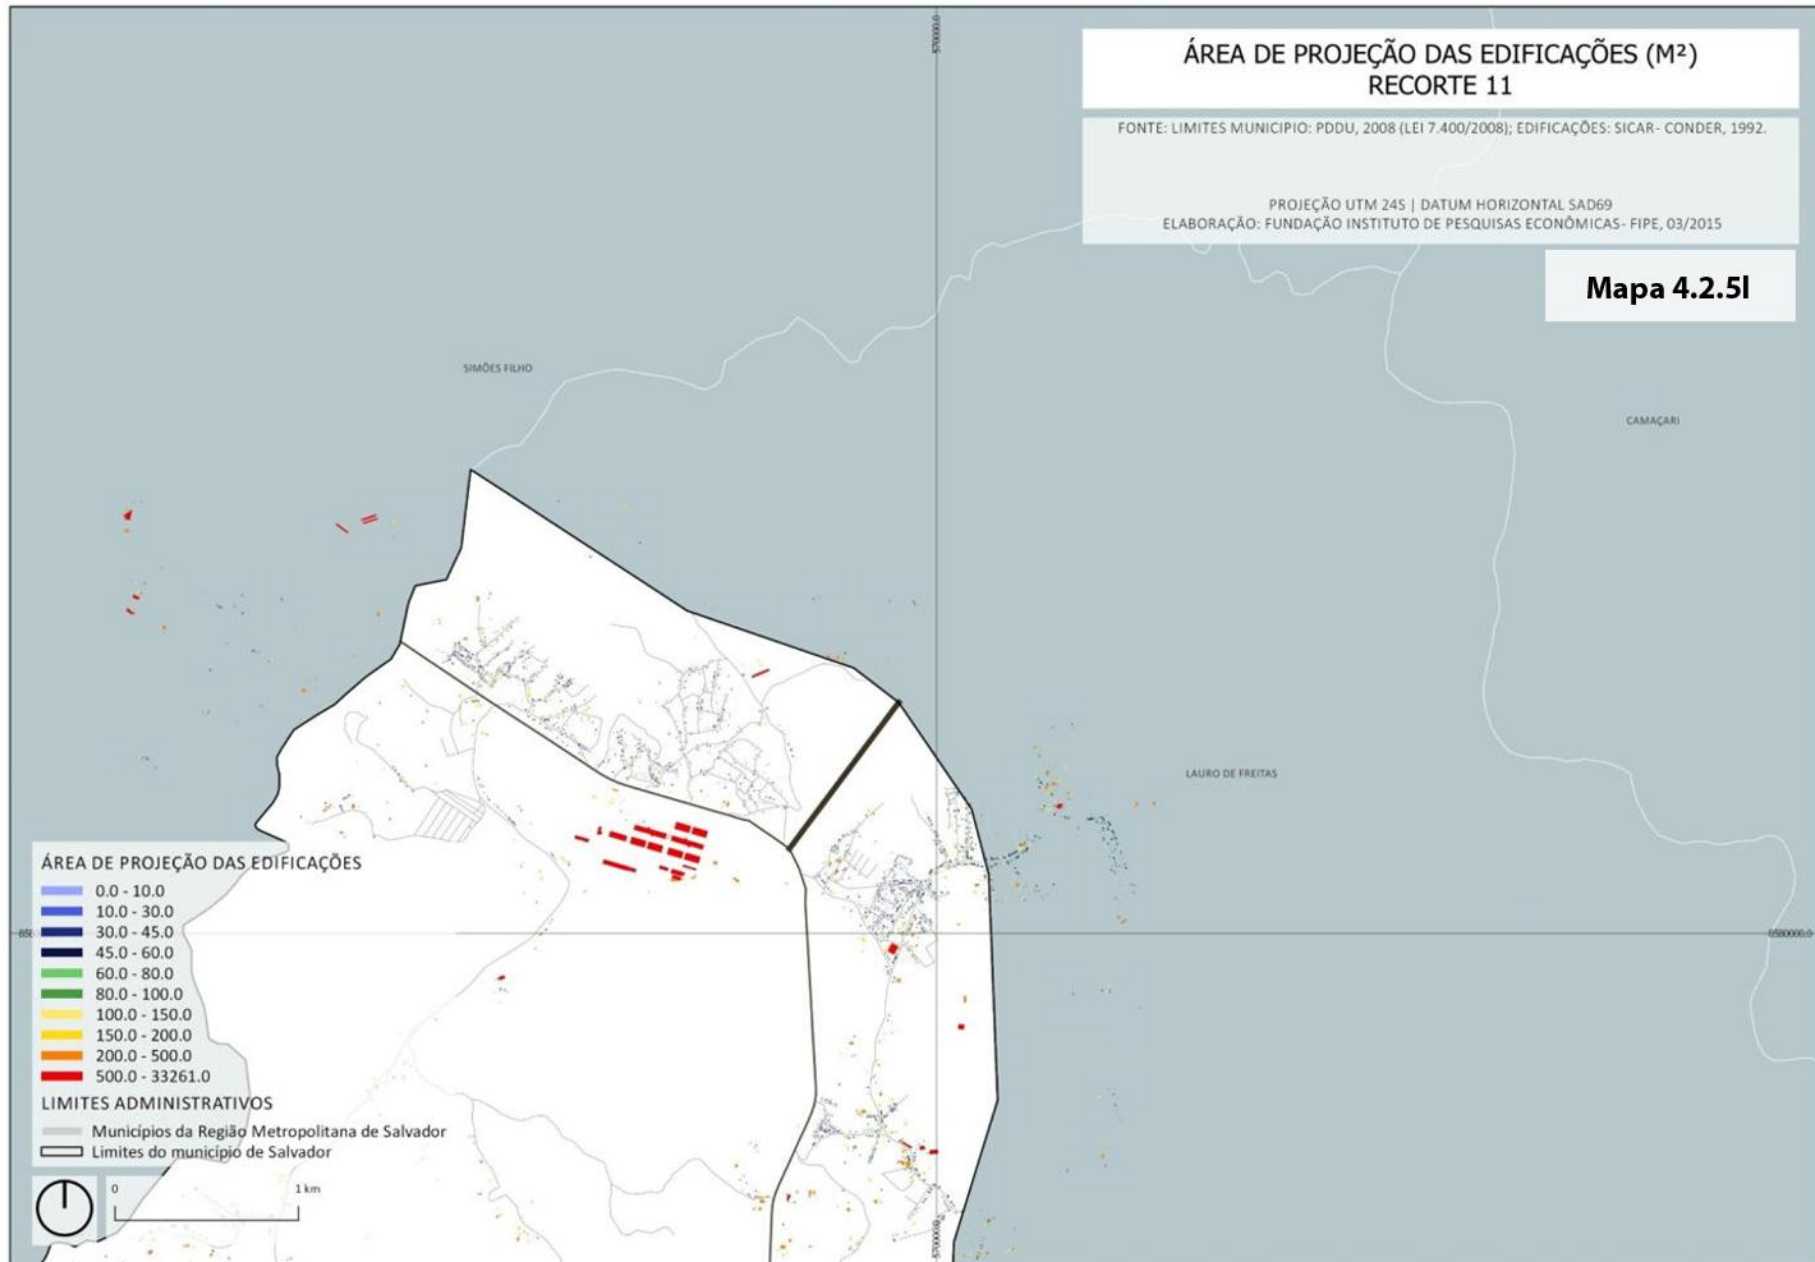 ÁREA DE PROJEÇÃO DAS EDIFICAÇÕES (M²)
RECORTE 11
FONTE: LIMITES MUNICIPIO: PDDU, 2008 (LEI 7.400/2008); EDIFICAÇÕES: SICAR- CONDER, 1992.
PROJEÇÃO UTM 24S | DATUM HORIZONTAL SAD69
ELABORAÇÃO: FUNDAÇÃO INSTITUTO DE PESQUISAS ECONÔMICAS- FIPE, 03/2015
Mapa 4.2.5l
SIMÕES FILHO
CAMAÇARI
LAURO DE FREITAS
ÁREA DE PROJEÇÃO DAS EDIFICAÇÕES
0.0 - 10.0
10.0 - 30.0
30.0 - 45.0
45.0 - 60.0
60.0 - 80.0
80.0 - 100.0
100.0 - 150.0
150.0 - 200.0
200.0 - 500.0
500.0 - 33261.0
LIMITES ADMINISTRATIVOS
Municípios da Região Metropolitana de Salvador
Limites do município de Salvador
0 1 km